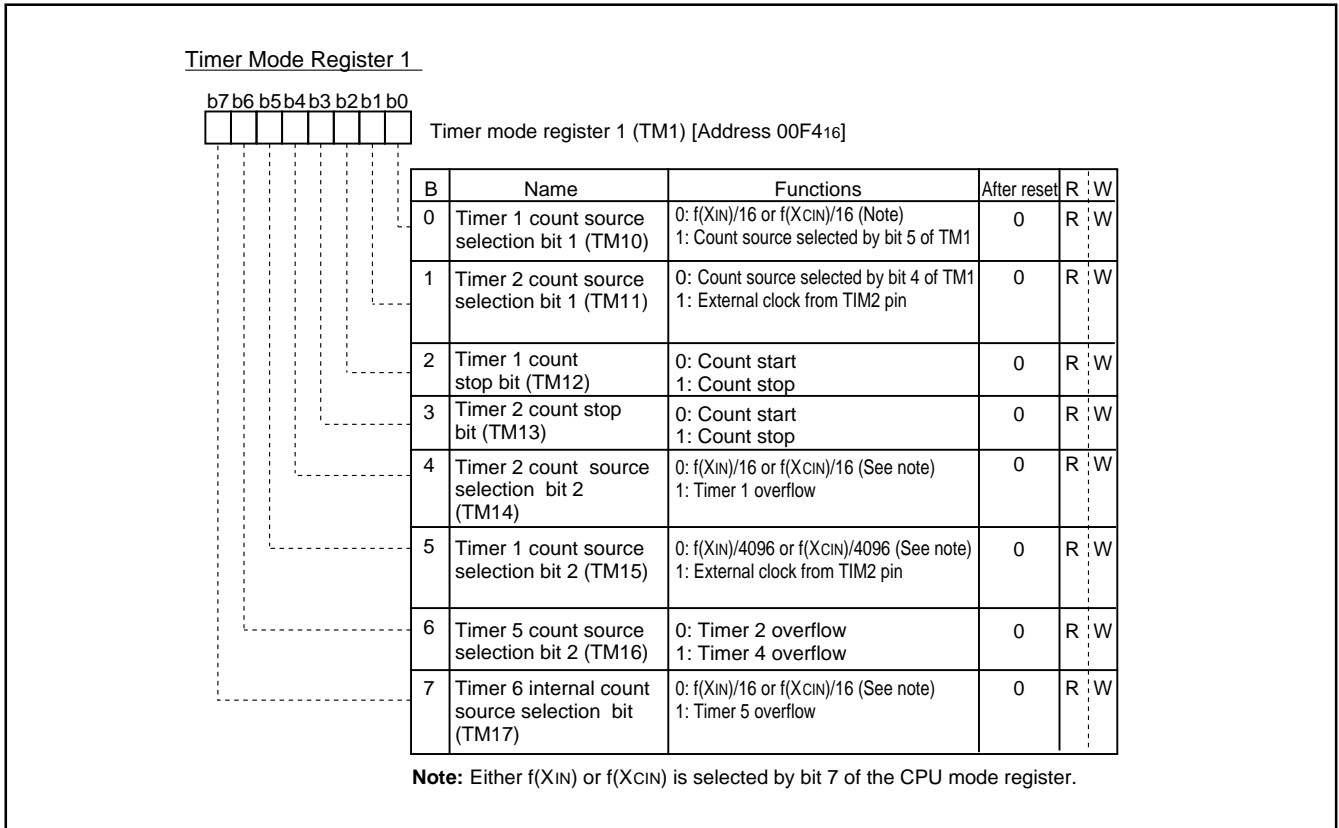 Timer Mode Register 1
b7 b6 b5 b4 b3 b2 b1 b0
Timer mode register 1 (TM1) [Address 00F416]
B Name Functions After reset R W
0 Timer 1 count source selection bit 1 (TM10) 0: f(XIN)/16 or f(XCIN)/16 (Note) 0 R W
1: Count source selected by bit 5 of TM1
1 Timer 2 count source selection bit 1 (TM11) 0: Count source selected by bit 4 of TM1 0 R W
1: External clock from TIM2 pin
2 Timer 1 count stop bit (TM12) 0: Count start 0 R W
1: Count stop
3 Timer 2 count stop bit (TM13) 0: Count start 0 R W
1: Count stop
4 Timer 2 count source selection bit 2 (TM14) 0: f(XIN)/16 or f(XCIN)/16 (See note) 0 R W
1: Timer 1 overflow
5 Timer 1 count source selection bit 2 (TM15) 0: f(XIN)/4096 or f(XCIN)/4096 (See note) 0 R W
1: External clock from TIM2 pin
6 Timer 5 count source selection bit 2 (TM16) 0: Timer 2 overflow 0 R W
1: Timer 4 overflow
7 Timer 6 internal count source selection bit (TM17) 0: f(XIN)/16 or f(XCIN)/16 (See note) 0 R W
1: Timer 5 overflow
Note: Either f(XIN) or f(XCIN) is selected by bit 7 of the CPU mode register.